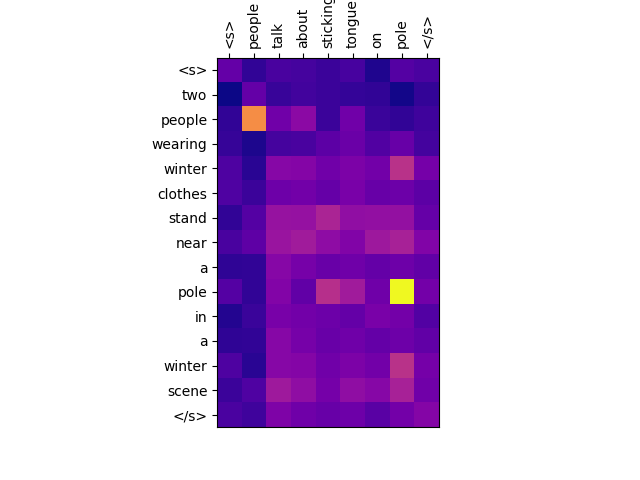 <s> people talk about sticking tongue on pole </s>
<s>
two
people
wearing
winter
clothes
stand
near
a
pole
in
a
winter
scene
</s>